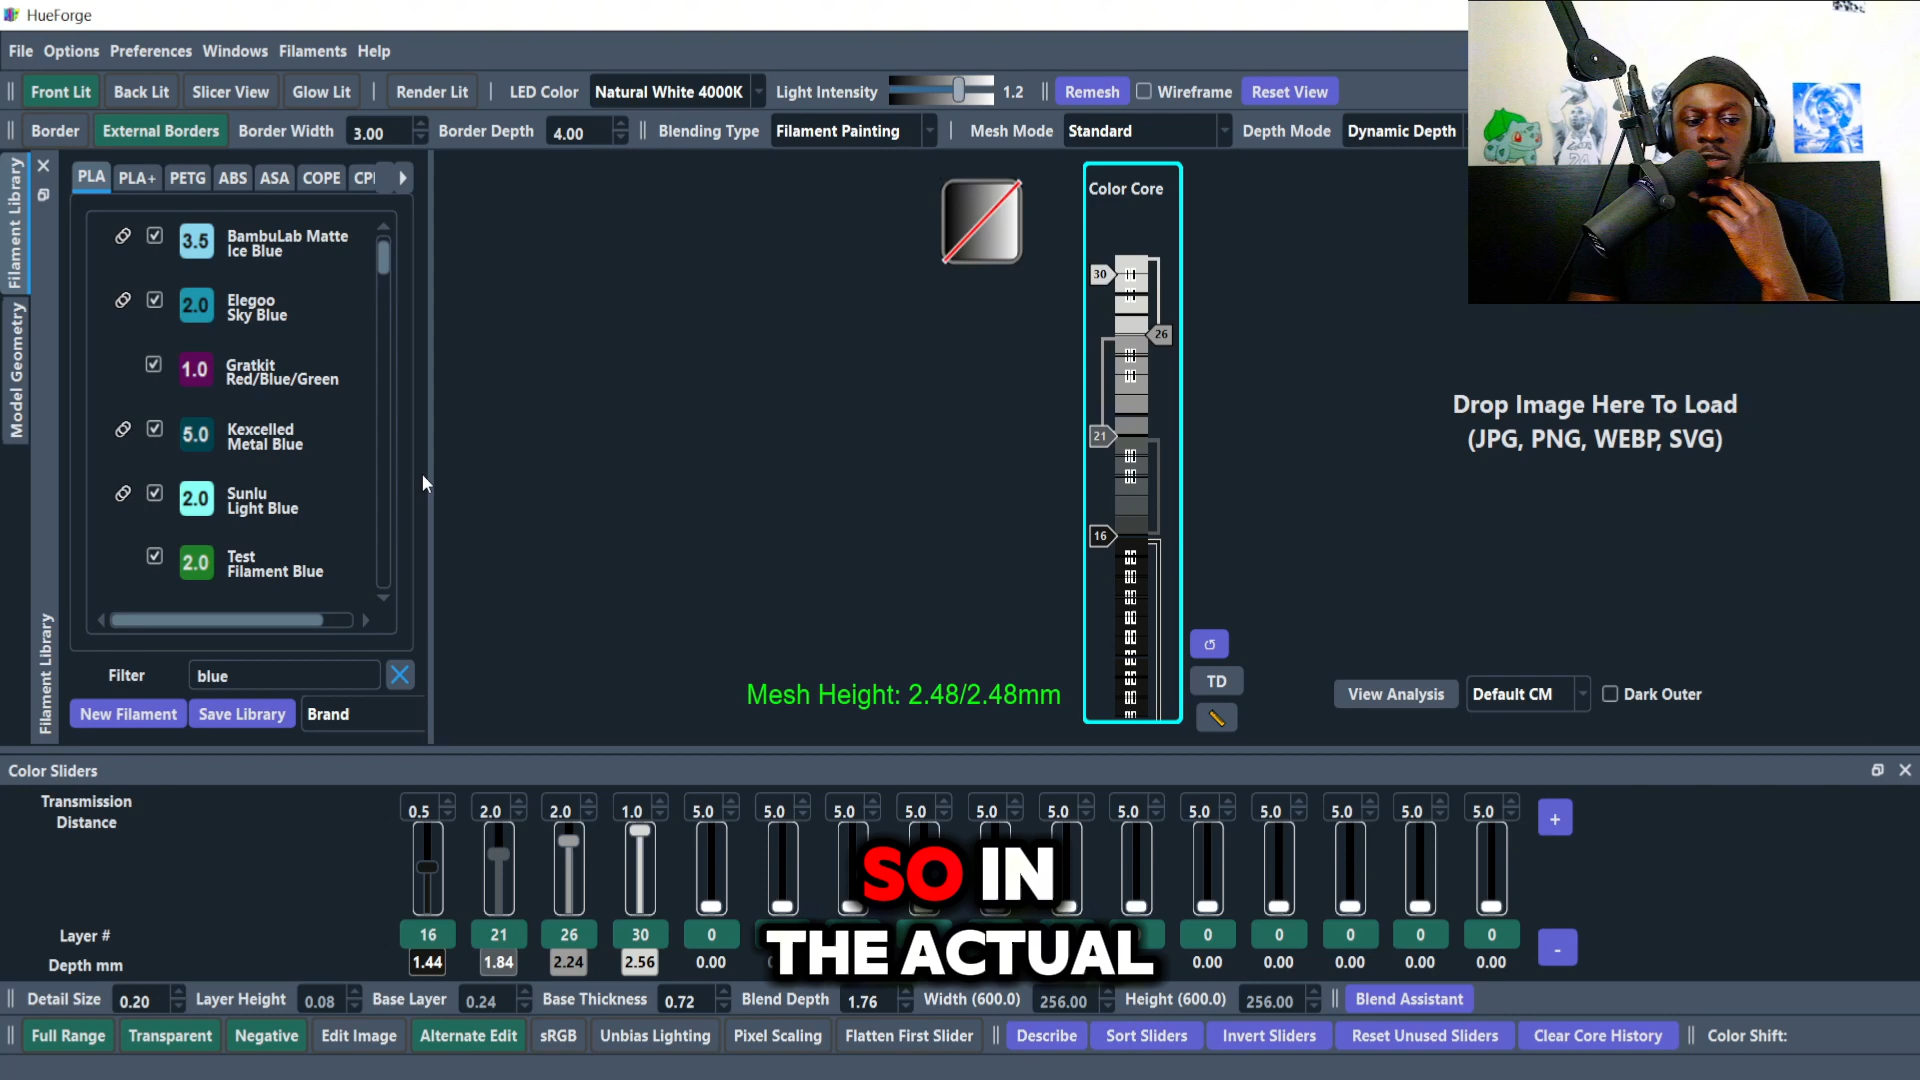 HueForge
File Options Preferences Windows Filaments Help
Front Lit Back Lit Slicer View Glow Lit Render Lit LED Color Natural White 4000K Light Intensity 1.2 Remesh Wireframe Reset View
Border External Borders Border Width 3.00 Border Depth 4.00 Blending Type Filament Painting Mesh Mode Standard Depth Mode Dynamic Depth
Filament Library
Model Geometry
Filament Library
PLA PLA+ PETG ABS ASA COPE
3.5 BambuLab Matte
Ice Blue
2.0 Elegoo
Sky Blue
1.0 Gratkit
Red/Blue/Green
5.0 Kexcelled
Metal Blue
2.0 Sunlu
Light Blue
2.0 Test
Filament Blue
Filter blue
New Filament Save Library Brand
Color Core
30
26
21
16
24
Drop Image Here To Load
(JPG, PNG, WEBP, SVG)
Mesh Height: 2.48/2.48mm
TD
View Analysis Default CM Dark Outer
Color Sliders
Transmission
Distance
0.5 2.0 2.0 1.0 5.0 5.0 5.0 5.0 5.0 5.0 5.0 5.0 5.0 5.0 5.0 5.0
+
SO IN
THE ACTUAL
Layer # 16 21 26 30 0 0 0 0 0 0
-
Depth mm 1.44 1.84 2.24 2.56 0.00 0.00 0.00 0.00 0.00 0.00
Detail Size 0.20 Layer Height 0.08 Base Layer 0.24 Base Thickness 0.72 Blend Depth 1.76 Width (600.0) 256.00 Height (600.0) 256.00 Blend Assistant
Full Range Transparent Negative Edit Image Alternate Edit sRGB Unbias Lighting Pixel Scaling Flatten First Slider Describe Sort Sliders Invert Sliders Reset Unused Sliders Clear Core History Color Shift: